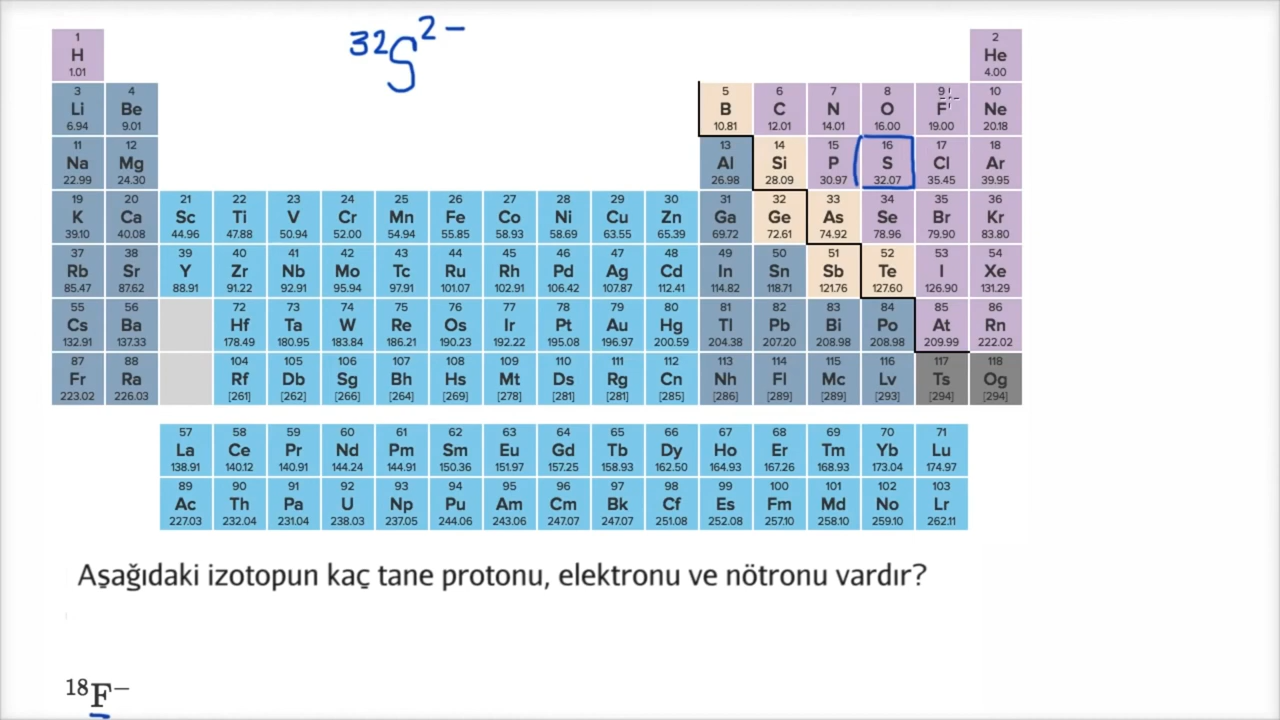 32S2−
1 2
H He
1.01 4.00
3 4 5 6 7 8 9 10
Li Be B C N O F Ne
6.94 9.01 10.81 12.01 14.01 16.00 19.00 20.18
11 12 13 14 15 16 17 18
Na Mg Al Si P S Cl Ar
22.99 24.30 26.98 28.09 30.97 32.07 35.45 39.95
19 20 21 22 23 24 25 26 27 28 29 30 31 32 33 34 35 36
K Ca Sc Ti V Cr Mn Fe Co Ni Cu Zn Ga Ge As Se Br Kr
39.10 40.08 44.96 47.88 50.94 52.00 54.94 55.85 58.93 58.69 63.55 65.39 69.72 72.61 74.92 78.96 79.90 83.80
37 38 39 40 41 42 43 44 45 46 47 48 49 50 51 52 53 54
Rb Sr Y Zr Nb Mo Tc Ru Rh Pd Ag Cd In Sn Sb Te I Xe
85.47 87.62 88.91 91.22 92.91 95.94 97.91 101.07 102.91 106.42 107.87 112.41 114.82 118.71 121.76 127.60 126.90 131.29
55 56 72 73 74 75 76 77 78 79 80 81 82 83 84 85 86
Cs Ba Hf Ta W Re Os Ir Pt Au Hg Tl Pb Bi Po At Rn
132.91 137.33 178.49 180.95 183.84 186.21 190.23 192.22 195.08 196.97 200.59 204.38 207.20 208.98 208.98 209.99 222.02
87 88 104 105 106 107 108 109 110 111 112 113 114 115 116 117 118
Fr Ra Rf Db Sg Bh Hs Mt Ds Rg Cn Nh Fl Mc Lv Ts Og
223.02 226.03 [261] [262] [266] [264] [269] [278] [281] [281] [285] [286] [289] [289] [293] [294] [294]
57 58 59 60 61 62 63 64 65 66 67 68 69 70 71
La Ce Pr Nd Pm Sm Eu Gd Tb Dy Ho Er Tm Yb Lu
138.91 140.12 140.91 144.24 144.91 150.36 151.97 157.25 158.93 162.50 164.93 167.26 168.93 173.04 174.97
89 90 91 92 93 94 95 96 97 98 99 100 101 102 103
Ac Th Pa U Np Pu Am Cm Bk Cf Es Fm Md No Lr
227.03 232.04 231.04 238.03 237.05 244.06 243.06 247.07 247.07 251.08 252.08 257.10 258.10 259.10 262.11
Aşağıdaki izotopun kaç tane protonu, elektronu ve nötronu vardır?
18F−